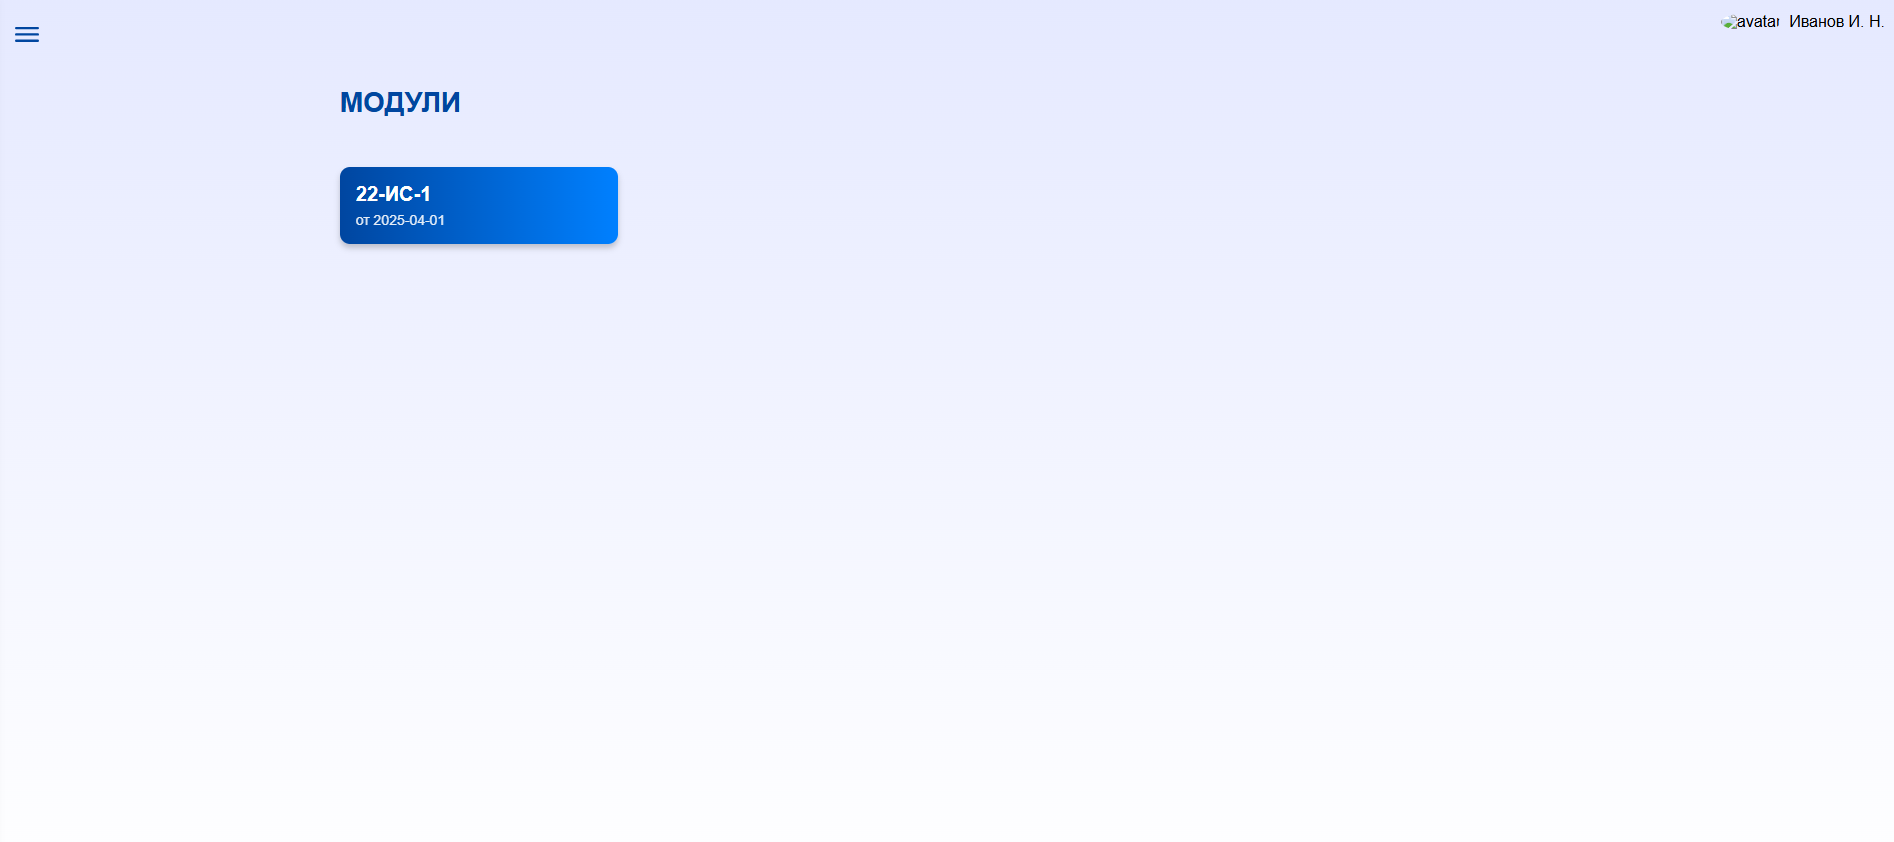 avatar Иванов И. Н.
МОДУЛИ
22-ИС-1
от 2025-04-01